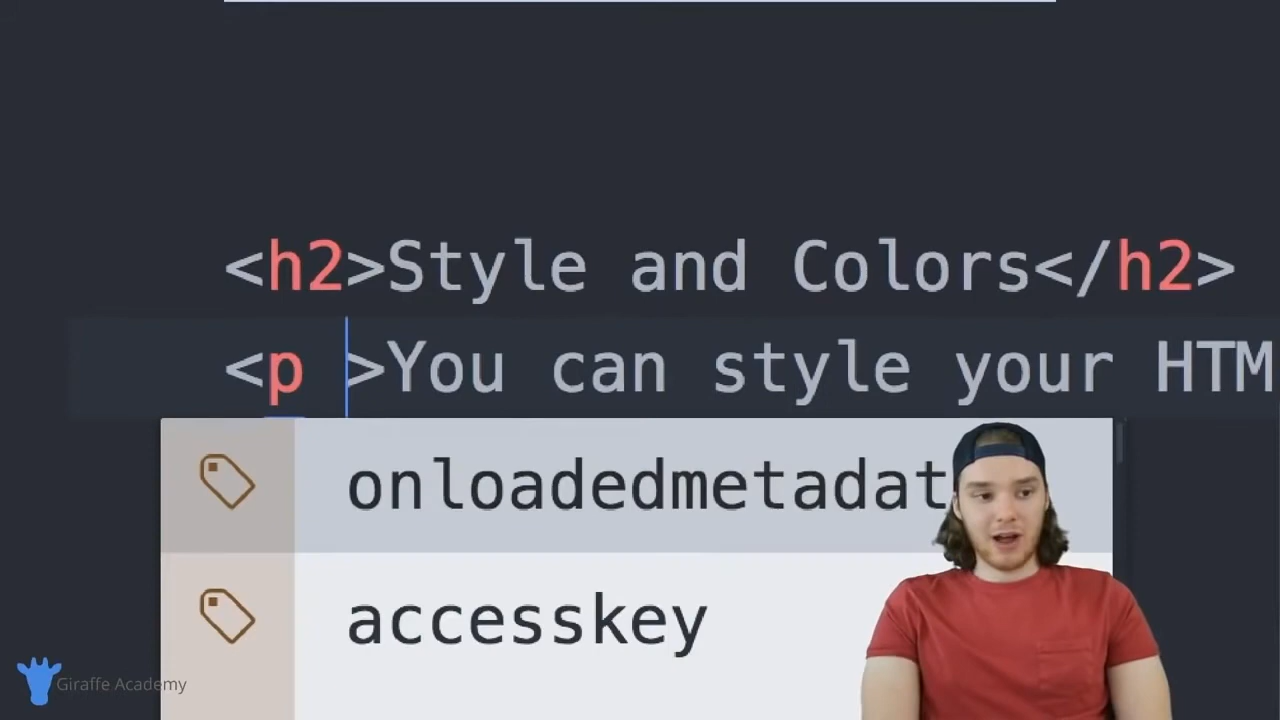 <h2>Style and Colors</h2>
<p >You can style your HTM
onloadedmetadat
accesskey
Giraffe Academy